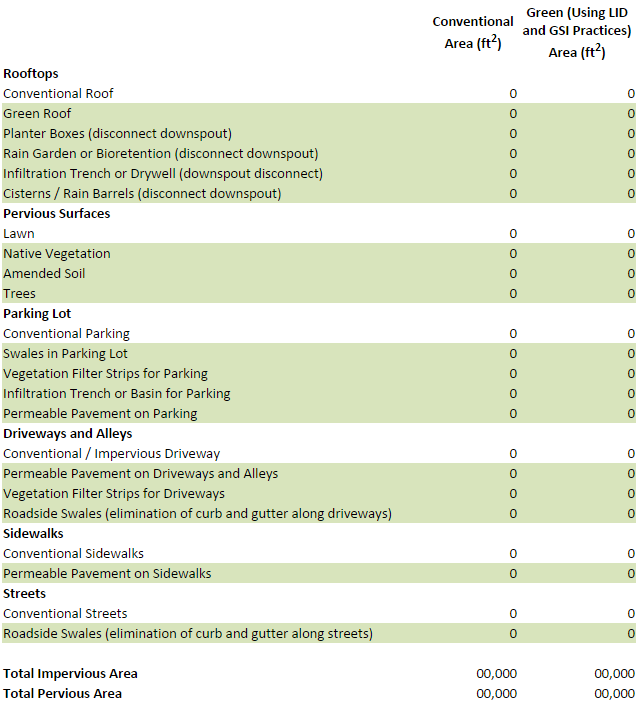 Conventional Area (ft2) Green (Using LID and GSI Practices) Area (ft2)
Rooftops
Conventional Roof 0 0
Green Roof 0 0
Planter Boxes (disconnect downspout) 0 0
Rain Garden or Bioretention (disconnect downspout) 0 0
Infiltration Trench or Drywell (downspout disconnect) 0 0
Cisterns / Rain Barrels (disconnect downspout) 0 0
Pervious Surfaces
Lawn 0 0
Native Vegetation 0 0
Amended Soil 0 0
Trees 0 0
Parking Lot
Conventional Parking 0 0
Swales in Parking Lot 0 0
Vegetation Filter Strips for Parking 0 0
Infiltration Trench or Basin for Parking 0 0
Permeable Pavement on Parking 0 0
Driveways and Alleys
Conventional / Impervious Driveway 0 0
Permeable Pavement on Driveways and Alleys 0 0
Vegetation Filter Strips for Driveways 0 0
Roadside Swales (elimination of curb and gutter along driveways) 0 0
Sidewalks
Conventional Sidewalks 0 0
Permeable Pavement on Sidewalks 0 0
Streets
Conventional Streets 0 0
Roadside Swales (elimination of curb and gutter along streets) 0 0
Total Impervious Area 00,000 00,000
Total Pervious Area 00,000 00,000